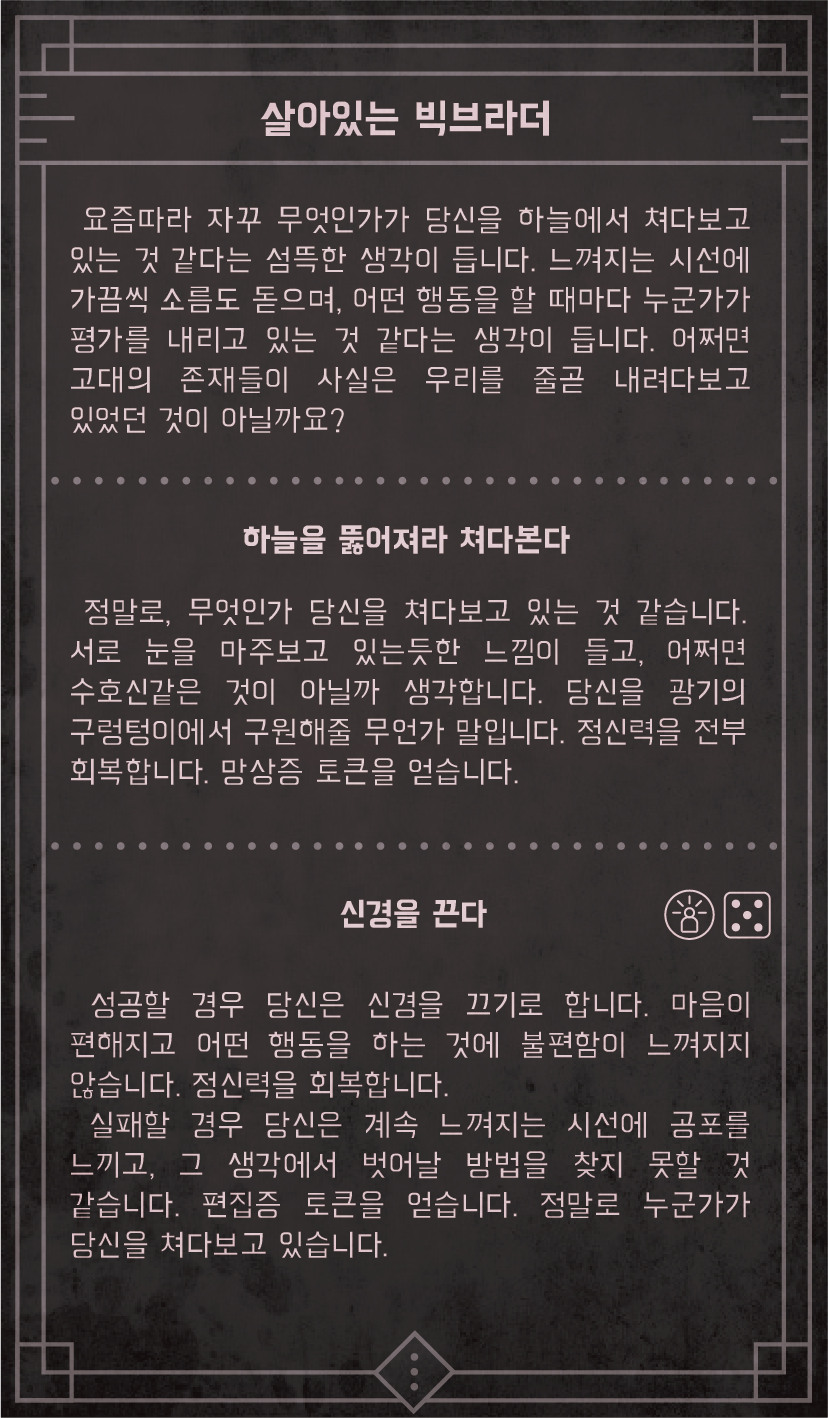 살아있는 빅브라더
요즘따라 자꾸 무엇인가가 당신을 하늘에서 쳐다보고
있는 것 같다는 섬뜩한 생각이 듭니다. 느껴지는 시선에
가끔씩 소름도 돋으며, 어떤 행동을 할 때마다 누군가가
평가를 내리고 있는 것 같다는 생각이 듭니다. 어쩌면
고대의 존재들이 사실은 우리를 줄곧 내려다보고
있었던 것이 아닐까요?
하늘을 뚫어져라 쳐다본다
정말로, 무엇인가 당신을 쳐다보고 있는 것 같습니다.
서로 눈을 마주보고 있는듯한 느낌이 들고, 어쩌면
수호신같은 것이 아닐까 생각합니다. 당신을 광기의
구렁텅이에서 구원해줄 무언가 말입니다. 정신력을 전부
회복합니다. 망상증 토큰을 얻습니다.
신경을 끈다
성공할 경우 당신은 신경을 끄기로 합니다. 마음이
편해지고 어떤 행동을 하는 것에 불편함이 느껴지지
않습니다. 정신력을 회복합니다.
실패할 경우 당신은 계속 느껴지는 시선에 공포를
느끼고, 그 생각에서 벗어날 방법을 찾지 못할 것
같습니다. 편집증 토큰을 얻습니다. 정말로 누군가가
당신을 쳐다보고 있습니다.